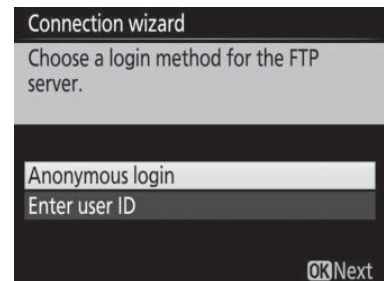 Connection wizard
Choose a login method for the FTP
server.
Anonymous login
Enter user ID
OK Next